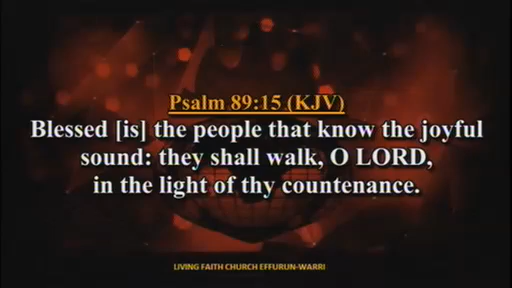 Psalm 89:15 (KJV)
Blessed [is] the people that know the joyful
sound: they shall walk, O LORD,
in the light of thy countenance.
LIVING FAITH CHURCH EFFURUN-WARRI